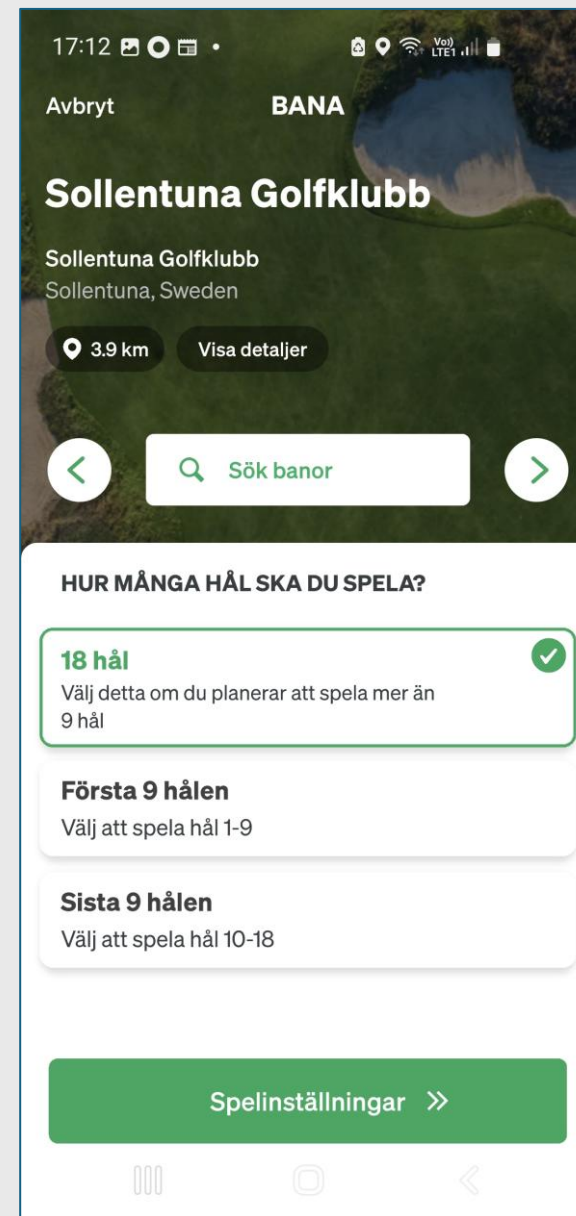 17:12
Vo))
LTE1
Avbryt
BANA
Sollentuna Golfklubb
Sollentuna Golfklubb
Sollentuna, Sweden
3.9 km
Visa detaljer
Sök banor
HUR MÅNGA HÅL SKA DU SPELA?
18 hål
Välj detta om du planerar att spela mer än
9 hål
Första 9 hålen
Välj att spela hål 1-9
Sista 9 hålen
Välj att spela hål 10-18
Spelinställningar